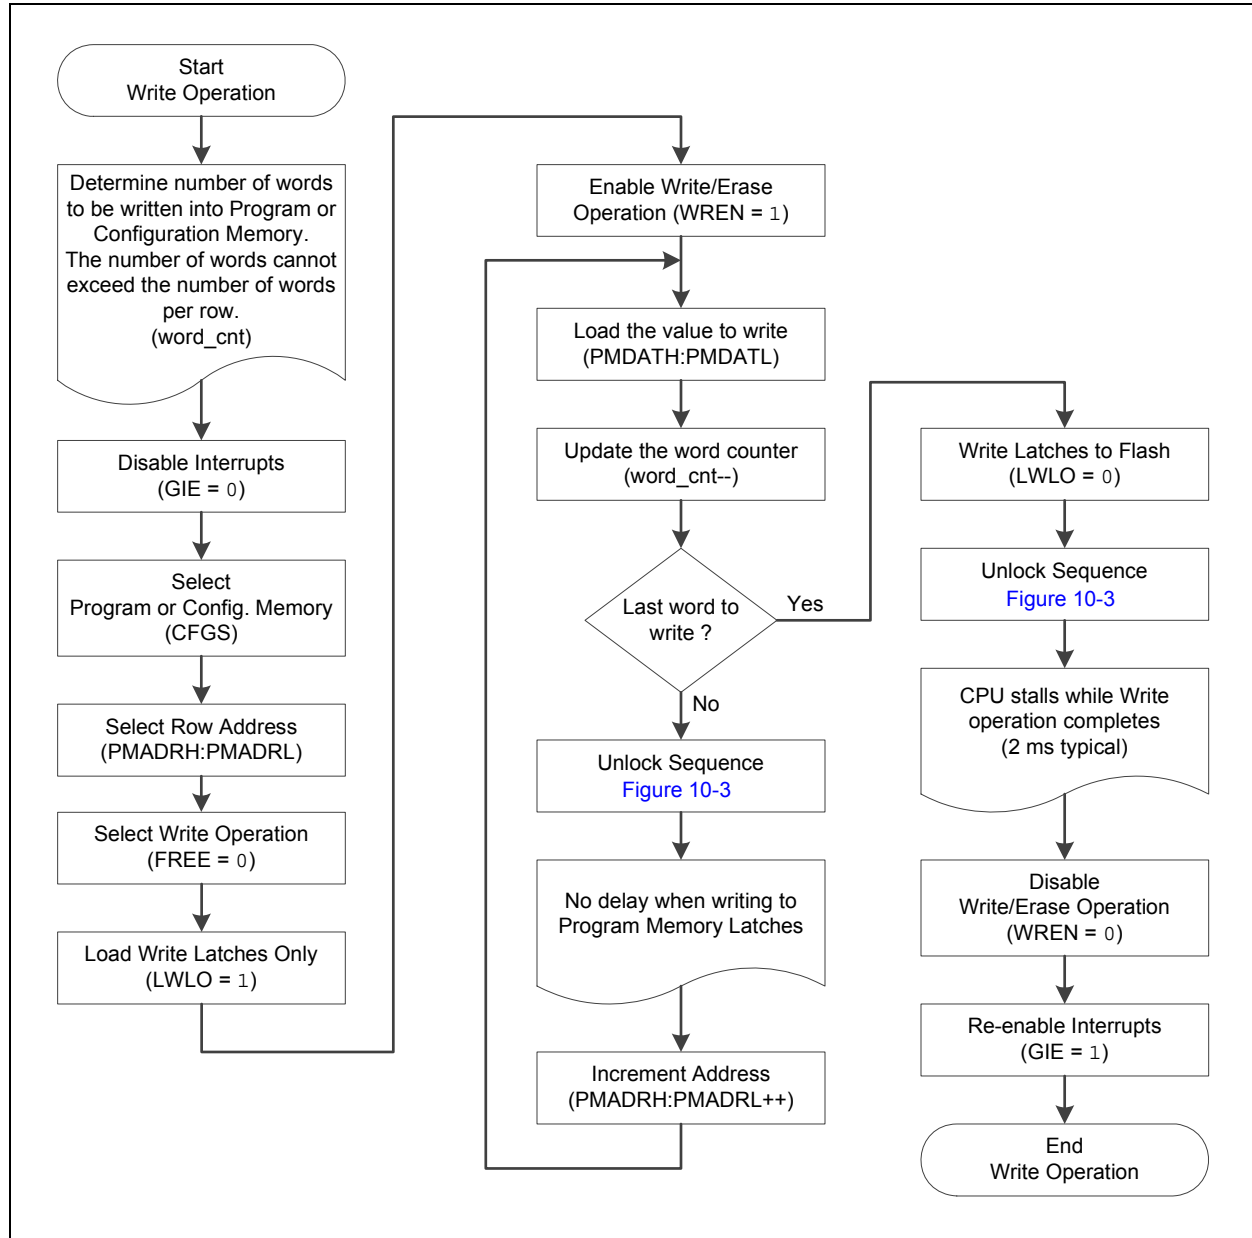 Start
Write Operation
Determine number of words
to be written into Program or
Configuration Memory.
The number of words cannot
exceed the number of words
per row.
(word_cnt)
Disable Interrupts
(GIE = 0)
Select
Program or Config. Memory
(CFGS)
Select Row Address
(PMADRH:PMADRL)
Select Write Operation
(FREE = 0)
Load Write Latches Only
(LWLO = 1)
Enable Write/Erase
Operation (WREN = 1)
Load the value to write
(PMDATH:PMDATL)
Update the word counter
(word_cnt--)
Last word to
write ?
Yes
No
Unlock Sequence
Figure 10-3
No delay when writing to
Program Memory Latches
Increment Address
(PMADRH:PMADRL++)
Write Latches to Flash
(LWLO = 0)
Unlock Sequence
Figure 10-3
CPU stalls while Write
operation completes
(2 ms typical)
Disable
Write/Erase Operation
(WREN = 0)
Re-enable Interrupts
(GIE = 1)
End
Write Operation